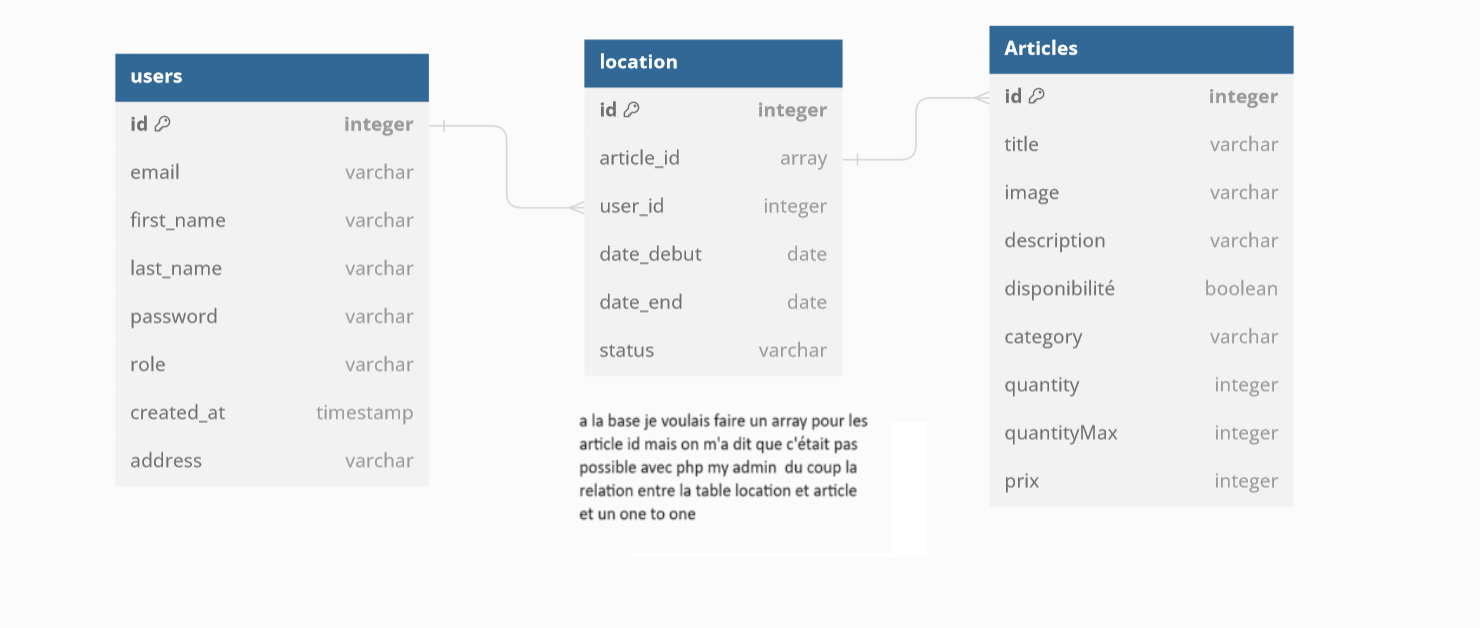 users
id integer
email varchar
first_name varchar
last_name varchar
password varchar
role varchar
created_at timestamp
address varchar
location
id integer
article_id array
user_id integer
date_debut date
date_end date
status varchar
a la base je voulais faire un array pour les
article id mais on m'a dit que c'était pas
possible avec php my admin du coup la
relation entre la table location et article
et un one to one
Articles
id integer
title varchar
image varchar
description varchar
disponibilité boolean
category varchar
quantity integer
quantityMax integer
prix integer